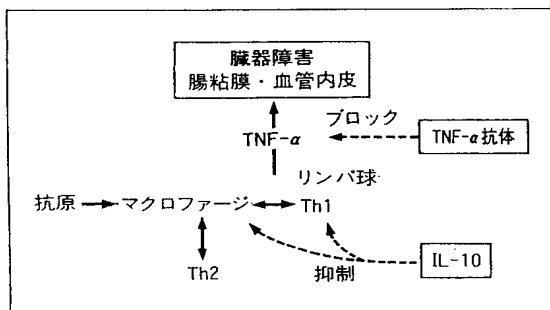 臓器障害
腸粘膜・血管内皮
ブロック
TNF-α
TNF-α抗体
リンパ球
抗原
マクロファージ
Th1
Th2
抑制
IL-10